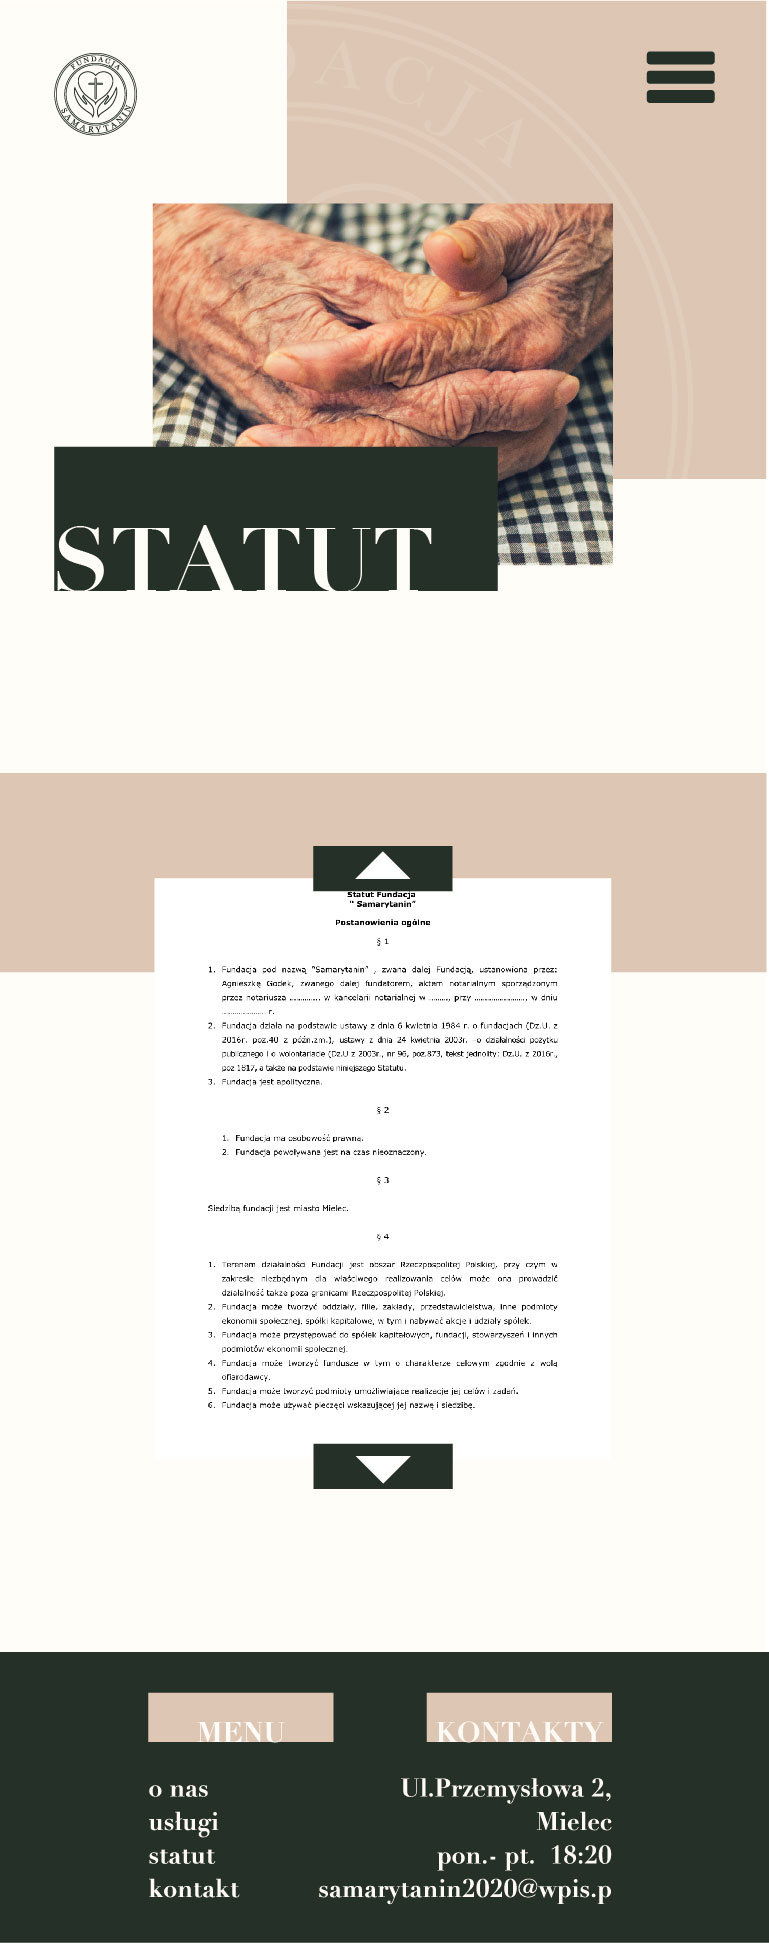 FUNDACJA
SAMARYTANIN
DACJA
STATUT
Statut Fundacja
" Samarytanin"
Postanowienia ogólne
§ 1
1. Fundacja pod nazwą "Samarytanin" , zwana dalej Fundacją, ustanowiona przez:
Agnieszkę Godek, zwanego dalej fundatorem, aktem notarialnym sporządzonym
przez notariusza .............., w kancelarii notarialnej w ........, przy ......................., w dniu
.................... r.
2. Fundacja działa na podstawie ustawy z dnia 6 kwietnia 1984 r. o fundacjach (Dz.U. z
2016r. poz.40 z późn.zm.), ustawy z dnia 24 kwietnia 2003r. –o działalności pożytku
publicznego i o wolontariacie (Dz.U z 2003r., nr 96, poz.873, tekst jednolity: Dz.U. z 2016r.,
poz 1817, a także na podstawie niniejszego Statutu.
3. Fundacja jest apolityczna.
§ 2
1. Fundacja ma osobowość prawną.
2. Fundacja powoływana jest na czas nieoznaczony.
§ 3
Siedzibą fundacji jest miasto Mielec.
§ 4
1. Terenem działalności Fundacji jest obszar Rzeczpospolitej Polskiej, przy czym w
zakresie niezbędnym dla właściwego realizowania celów może ona prowadzić
działalność także poza granicami Rzeczpospolitej Polskiej.
2. Fundacja może tworzyć oddziały, filie, zakłady, przedstawicielstwa, inne podmioty
ekonomii społecznej, spółki kapitałowe, w tym i nabywać akcje i udziały spółek.
3. Fundacja może przystępować do spółek kapitałowych, fundacji, stowarzyszeń i innych
podmiotów ekonomii społecznej.
4. Fundacja może tworzyć fundusze w tym o charakterze celowym zgodnie z wolą
ofiarodawcy.
5. Fundacja może tworzyć podmioty umożliwiające realizację jej celów i zadań.
6. Fundacja może używać pieczęci wskazującej jej nazwę i siedzibę.
MENU
o nas
usługi
statut
kontakt
KONTAKTY
Ul.Przemysłowa 2,
Mielec
pon.- pt. 18:20
samarytanin2020@wpis.p